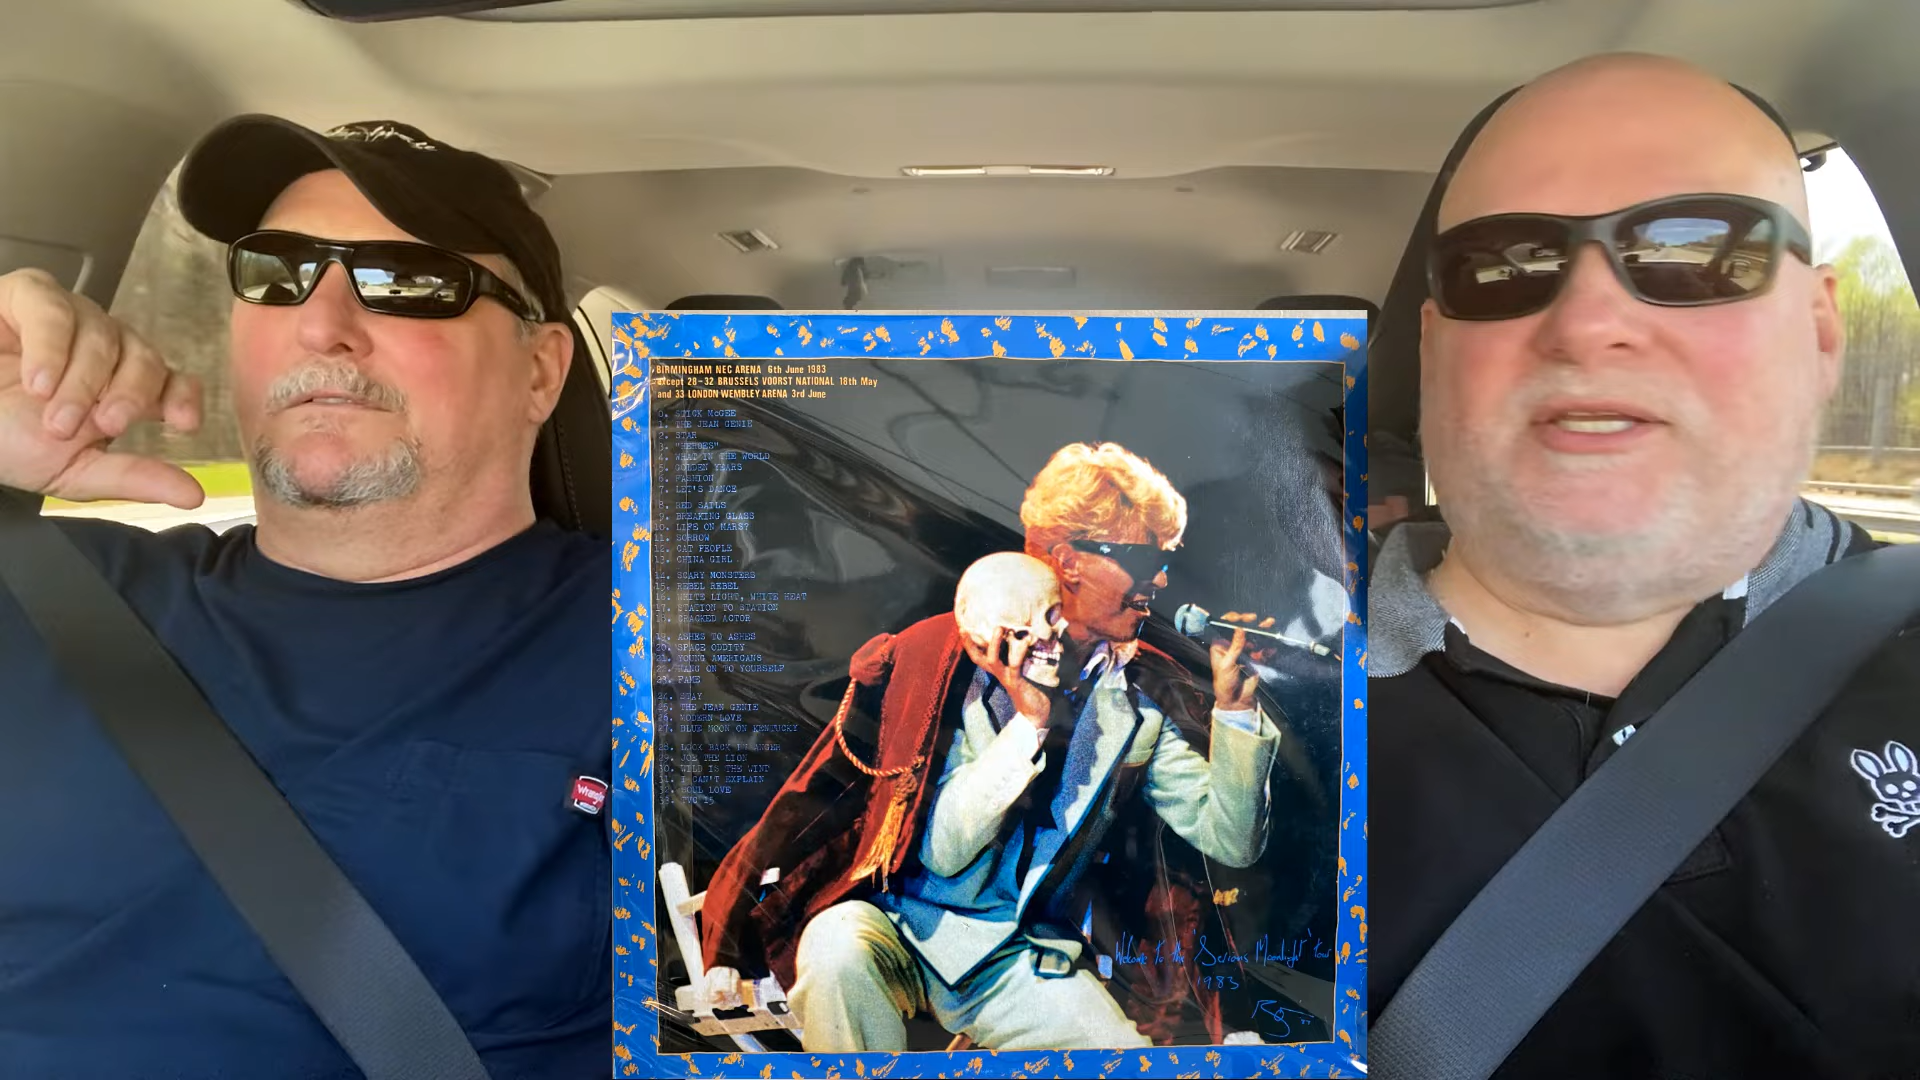 BIRMINGHAM NEC ARENA 6th June 1983
except 28-32 BRUSSELS VOORST NATIONAL 18th May
and 33 LONDON WEMBLEY ARENA 3rd June
0. STICK McGEE
1. THE JEAN GENIE
2. STAR
3. "HEROES"
4. WHAT IN THE WORLD
5. GOLDEN YEARS
6. FASHION
7. LET'S DANCE
8. RED SAILS
9. BREAKING GLASS
10. LIFE ON MARS?
11. SORROW
12. CAT PEOPLE
13. CHINA GIRL
14. SCARY MONSTERS
15. REBEL REBEL
16. WHITE LIGHT, WHITE HEAT
17. STATION TO STATION
18. CRACKED ACTOR
19. ASHES TO ASHES
20. SPACE ODDITY
21. YOUNG AMERICANS
22. HANG ON TO YOURSELF
23. FAME
24. STAY
25. THE JEAN GENIE
26. MODERN LOVE
27. BLUE MOON ON KENTUCKY
28. LOOK BACK IN ANGER
29. JOE THE LION
30. WILD IS THE WIND
31. I CAN'T EXPLAIN
32. SOUL LOVE
33. TVC 15
Welcome to the 'Serious Moonlight' tour
1983
Wrangler